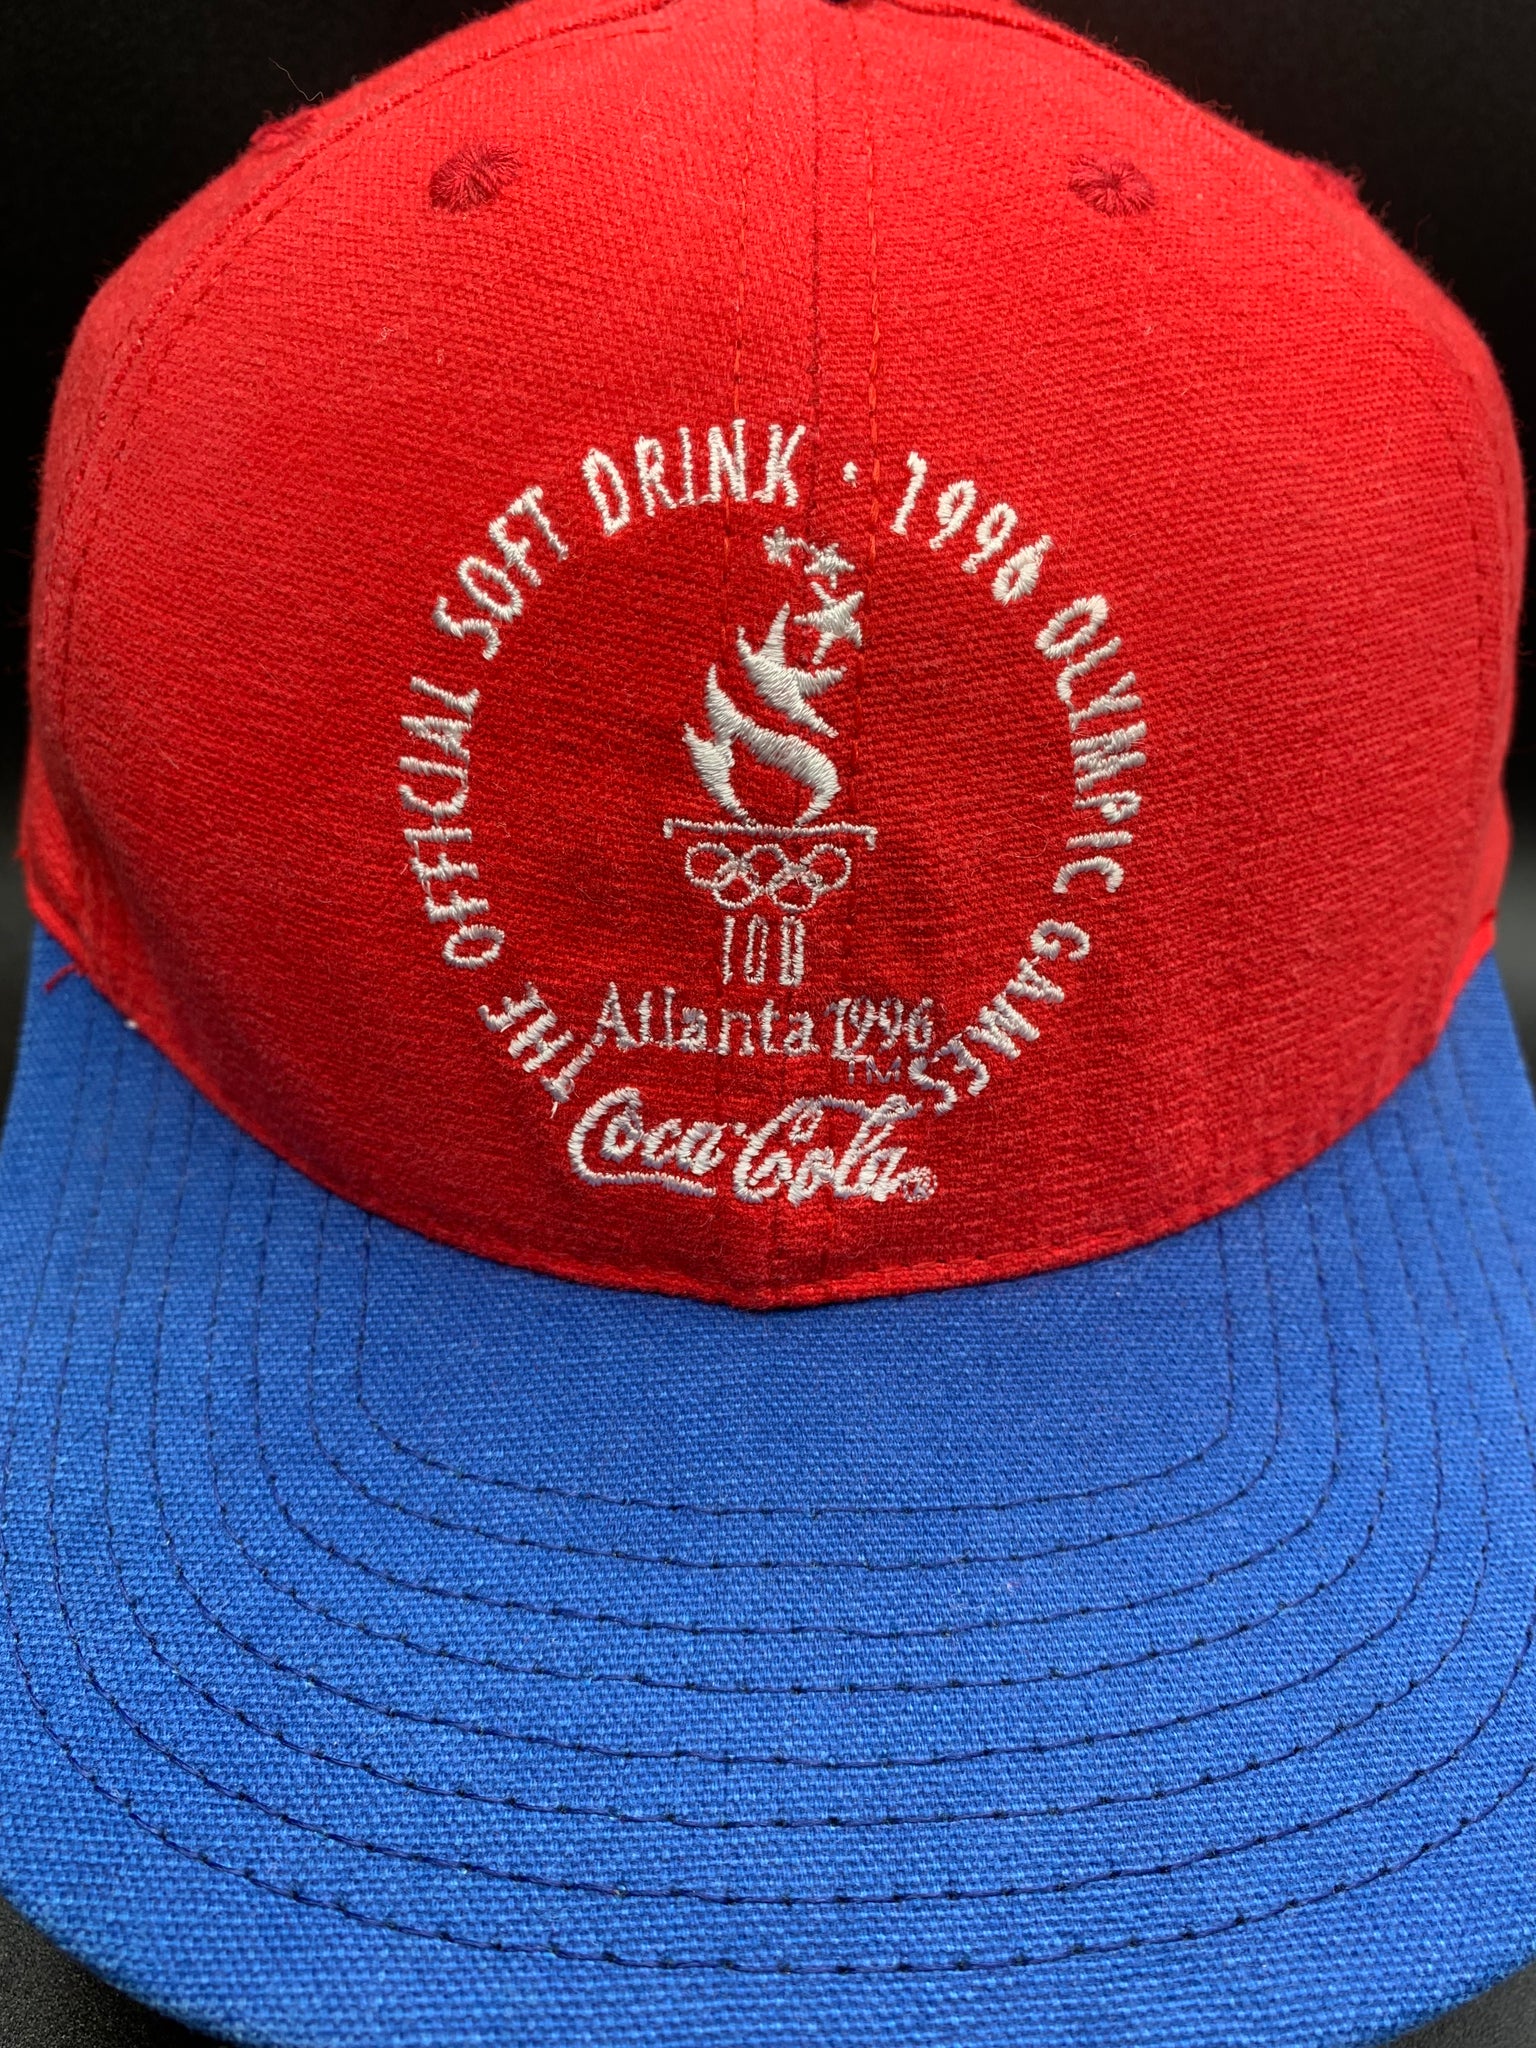 THE OFFICIAL SOFT DRINK · 1996 OLYMPIC GAMES
100
Atlanta 1996
TM
Coca-Cola®